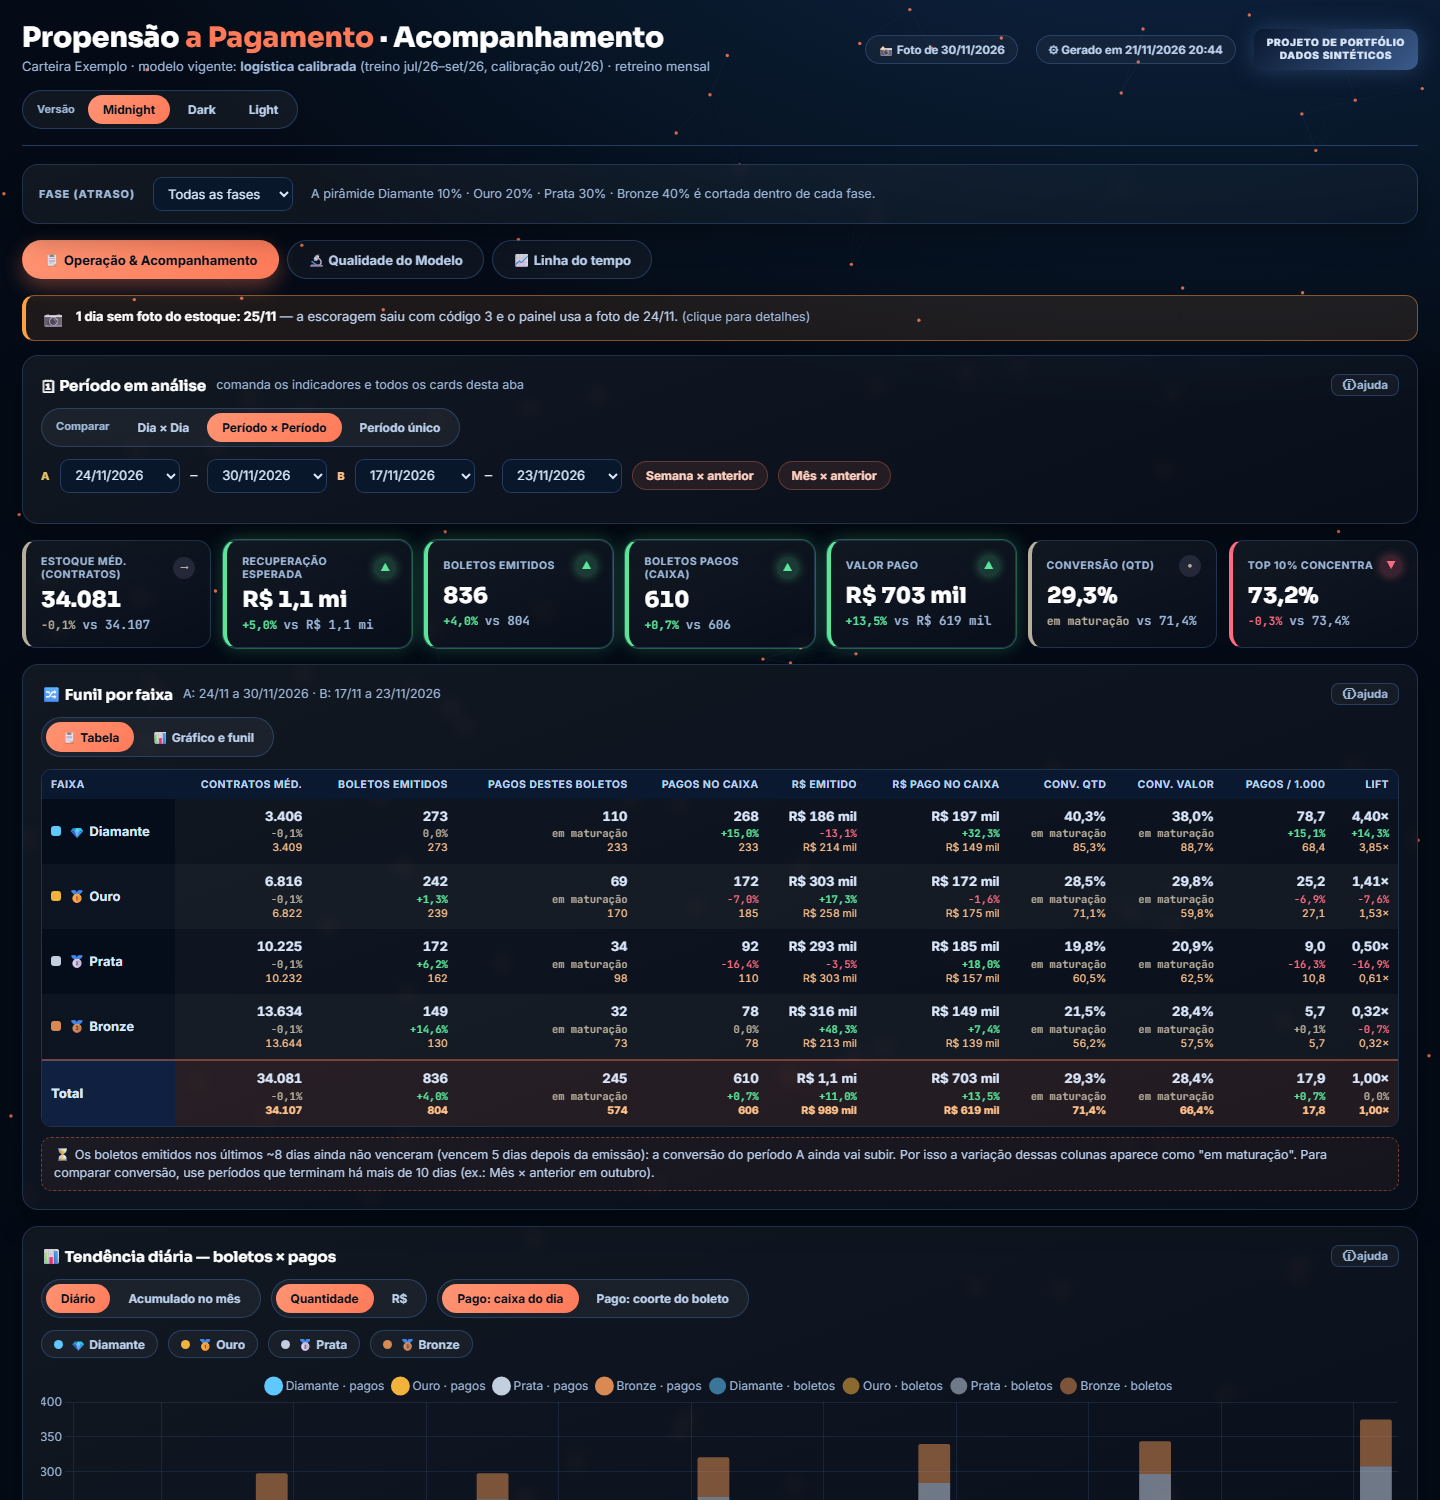 Propensão a Pagamento · Acompanhamento
Carteira Exemplo · modelo vigente: logística calibrada (treino jul/26–set/26, calibração out/26) · retreino mensal
Foto de 30/11/2026
Gerado em 21/11/2026 20:44
PROJETO DE PORTFÓLIO
DADOS SINTÉTICOS
Versão Midnight Dark Light
FASE (ATRASO) Todas as fases A pirâmide Diamante 10% · Ouro 20% · Prata 30% · Bronze 40% é cortada dentro de cada fase.
Operação & Acompanhamento Qualidade do Modelo Linha do tempo
1 dia sem foto do estoque: 25/11 — a escoragem saiu com código 3 e o painel usa a foto de 24/11. (clique para detalhes)
Período em análise comanda os indicadores e todos os cards desta aba ajuda
Comparar Dia × Dia Período × Período Período único
A 24/11/2026 – 30/11/2026 B 17/11/2026 – 23/11/2026 Semana × anterior Mês × anterior
ESTOQUE MÉD. (CONTRATOS) →
34.081
-0,1% vs 34.107
RECUPERAÇÃO ESPERADA ▲
R$ 1,1 mi
+5,0% vs R$ 1,1 mi
BOLETOS EMITIDOS ▲
836
+4,0% vs 804
BOLETOS PAGOS (CAIXA) ▲
610
+0,7% vs 606
VALOR PAGO ▲
R$ 703 mil
+13,5% vs R$ 619 mil
CONVERSÃO (QTD) •
29,3%
em maturação vs 71,4%
TOP 10% CONCENTRA ▼
73,2%
-0,3% vs 73,4%
Funil por faixa A: 24/11 a 30/11/2026 · B: 17/11 a 23/11/2026 ajuda
Tabela Gráfico e funil
FAIXA CONTRATOS MÉD. BOLETOS EMITIDOS PAGOS DESTES BOLETOS PAGOS NO CAIXA R$ EMITIDO R$ PAGO NO CAIXA CONV. QTD CONV. VALOR PAGOS / 1.000 LIFT
Diamante 3.406 273 110 268 R$ 186 mil R$ 197 mil 40,3% 38,0% 78,7 4,40×
-0,1% 0,0% em maturação +15,0% -13,1% +32,3% em maturação em maturação +15,1% +14,3%
3.409 273 233 233 R$ 214 mil R$ 149 mil 85,3% 88,7% 68,4 3,85×
Ouro 6.816 242 69 172 R$ 303 mil R$ 172 mil 28,5% 29,8% 25,2 1,41×
-0,1% +1,3% em maturação -7,0% +17,3% -1,6% em maturação em maturação -6,9% -7,6%
6.822 239 170 185 R$ 258 mil R$ 175 mil 71,1% 59,8% 27,1 1,53×
Prata 10.225 172 34 92 R$ 293 mil R$ 185 mil 19,8% 20,9% 9,0 0,50×
-0,1% +6,2% em maturação -16,4% -3,5% +18,0% em maturação em maturação -16,3% -16,9%
10.232 162 98 110 R$ 303 mil R$ 157 mil 60,5% 62,5% 10,8 0,61×
Bronze 13.634 149 32 78 R$ 316 mil R$ 149 mil 21,5% 28,4% 5,7 0,32×
-0,1% +14,6% em maturação 0,0% +48,3% +7,4% em maturação em maturação +0,1% -0,7%
13.644 130 73 78 R$ 213 mil R$ 139 mil 56,2% 57,5% 5,7 0,32×
Total 34.081 836 245 610 R$ 1,1 mi R$ 703 mil 29,3% 28,4% 17,9 1,00×
-0,1% +4,0% em maturação +0,7% +11,0% +13,5% em maturação em maturação +0,7% 0,0%
34.107 804 574 606 R$ 989 mil R$ 619 mil 71,4% 66,4% 17,8 1,00×
Os boletos emitidos nos últimos ~8 dias ainda não venceram (vencem 5 dias depois da emissão): a conversão do período A ainda vai subir. Por isso a variação dessas colunas aparece como "em maturação". Para
comparar conversão, use períodos que terminam há mais de 10 dias (ex.: Mês × anterior em outubro).
Tendência diária — boletos × pagos ajuda
Diário Acumulado no mês Quantidade R$ Pago: caixa do dia Pago: coorte do boleto
Diamante Ouro Prata Bronze
Diamante · pagos Ouro · pagos Prata · pagos Bronze · pagos Diamante · boletos Ouro · boletos Prata · boletos Bronze · boletos
400
350
300